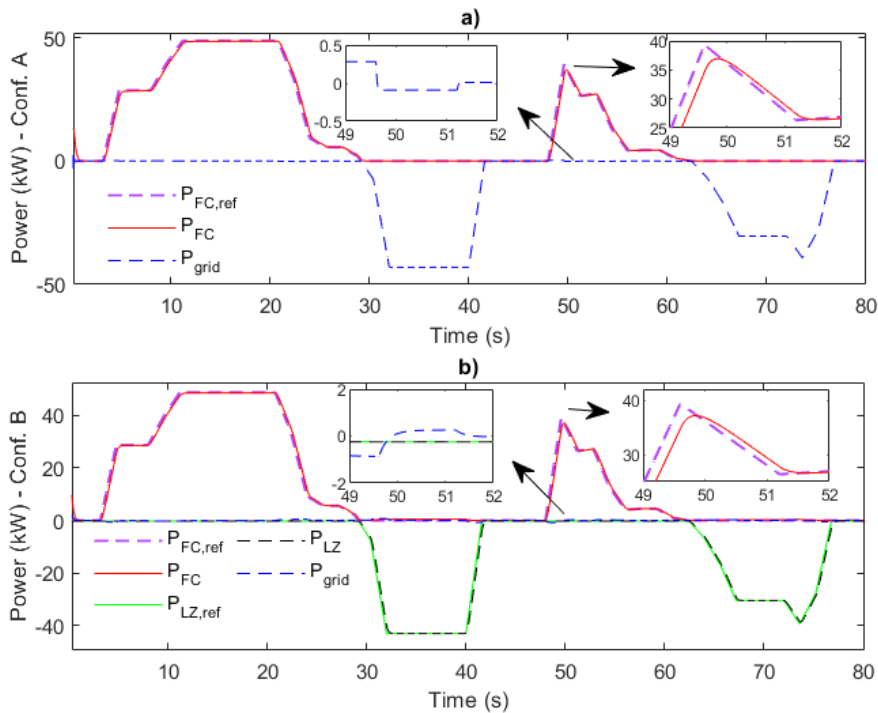 a)
Power (kW) - Conf. A
50
0
-50
10 20 30 40 50 60 70 80
Time (s)
P_FC,ref
P_FC
P_grid
0.5
0
-0.5
49 50 51 52
40
35
30
25
49 50 51 52
b)
Power (kW) - Conf. B
40
20
0
-20
-40
10 20 30 40 50 60 70 80
Time (s)
P_FC,ref
P_FC
P_LZ,ref
P_LZ
P_grid
2
0
-2
49 50 51 52
40
30
49 50 51 52